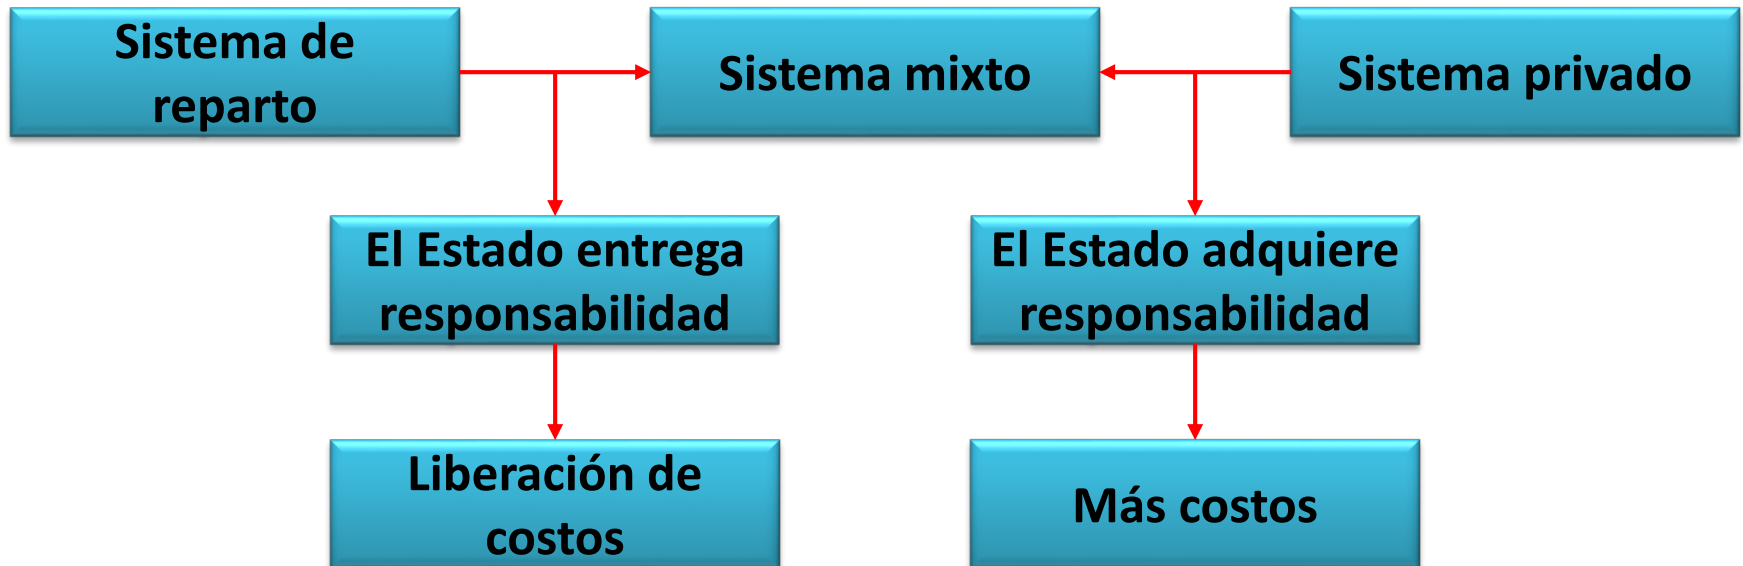 Sistema de
reparto
Sistema mixto
Sistema privado
El Estado entrega
responsabilidad
El Estado adquiere
responsabilidad
Liberación de
costos
Más costos